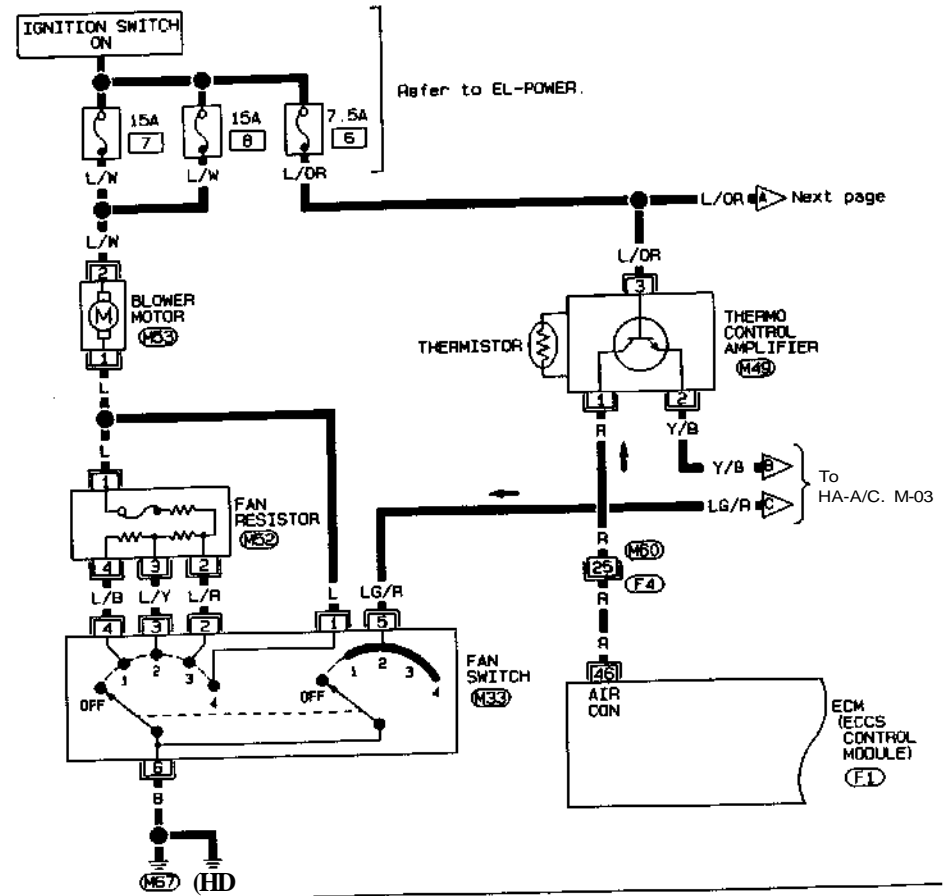 IGNITION SWITCH
ON
Refer to EL-POWER.
15A
7
15A
8
7.5A
6
L/W
L/W
L/OR
L/OR
A
Next page
L/W
L/OR
2
3
M
BLOWER
MOTOR
M53
THERMISTOR
THERMO
CONTROL
AMPLIFIER
M49
1
1
2
L
R
Y/B
L
Y/B
B
To
HA-A/C. M-03
LG/R
C
1
FAN
RESISTOR
M52
R
M60
25
F4
4
3
2
L/B
L/Y
L/R
L
LG/R
R
4
3
2
1
5
R
1
2
3
4
OFF
1
2
3
4
OFF
FAN
SWITCH
M33
46
AIR
CON
ECM
(ECCS
CONTROL
MODULE)
F1
6
B
M67
(HD